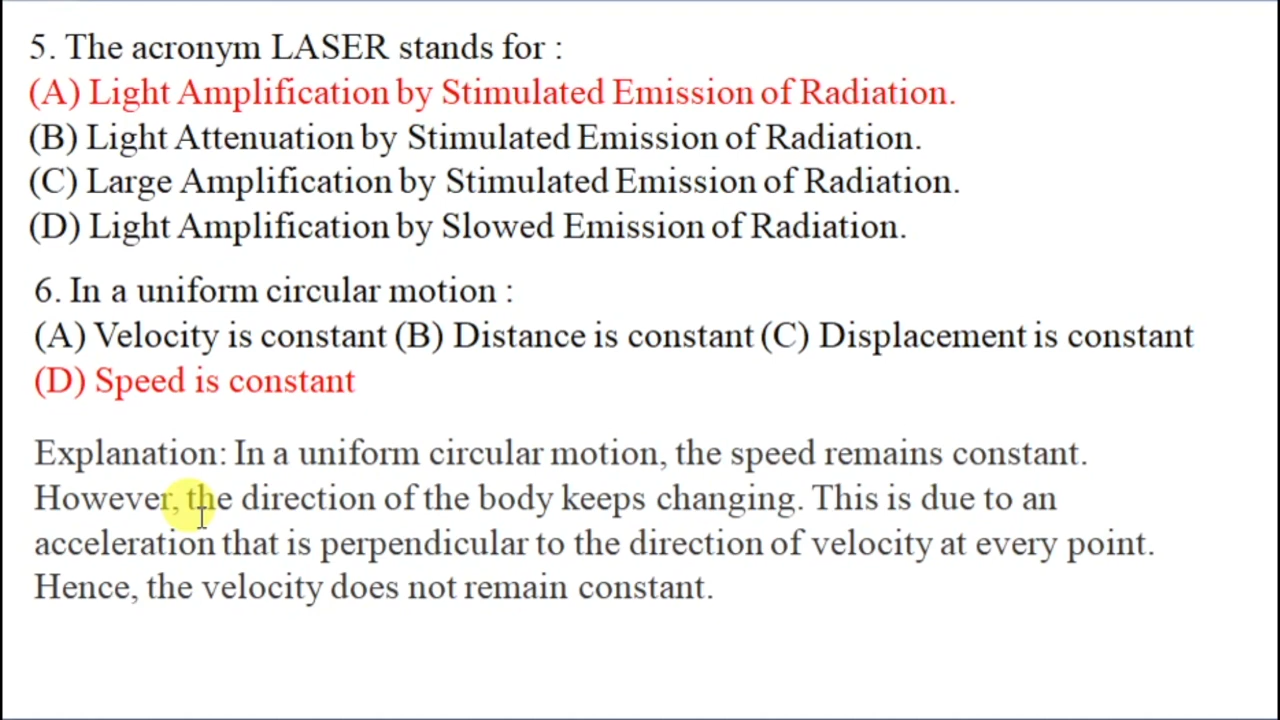 5. The acronym LASER stands for :
(A) Light Amplification by Stimulated Emission of Radiation.
(B) Light Attenuation by Stimulated Emission of Radiation.
(C) Large Amplification by Stimulated Emission of Radiation.
(D) Light Amplification by Slowed Emission of Radiation.
6. In a uniform circular motion :
(A) Velocity is constant (B) Distance is constant (C) Displacement is constant
(D) Speed is constant
Explanation: In a uniform circular motion, the speed remains constant.
However, the direction of the body keeps changing. This is due to an
acceleration that is perpendicular to the direction of velocity at every point.
Hence, the velocity does not remain constant.